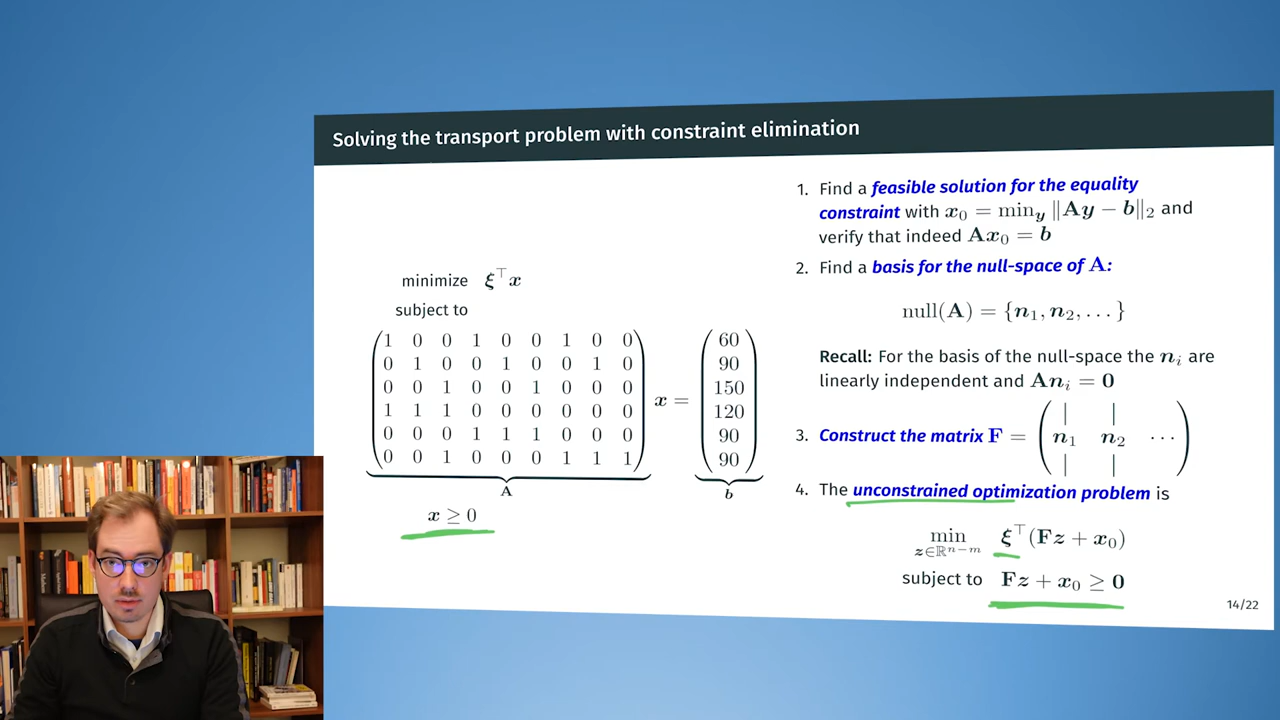 Solving the transport problem with constraint elimination
minimize ξ⊤x
subject to
1 0 0 1 0 0 1 0 0
0 1 0 0 1 0 0 1 0
0 0 1 0 0 1 0 0 0
1 1 1 0 0 0 0 0 0
0 0 0 1 1 1 0 0 0
0 0 1 0 0 0 1 1 1
A
x =
60
90
150
120
90
90
b
x ≥ 0
1. Find a feasible solution for the equality
constraint with x₀ = min_y ‖Ay − b‖₂ and
verify that indeed Ax₀ = b
2. Find a basis for the null-space of A:
null(A) = {n₁, n₂, . . . }
Recall: For the basis of the null-space the nᵢ are
linearly independent and Anᵢ = 0
3. Construct the matrix F = ( | |
n₁ n₂ ⋯
| | )
4. The unconstrained optimization problem is
min ξ⊤(Fz + x₀)
z∈ℝⁿ⁻ᵐ
subject to Fz + x₀ ≥ 0
14/22